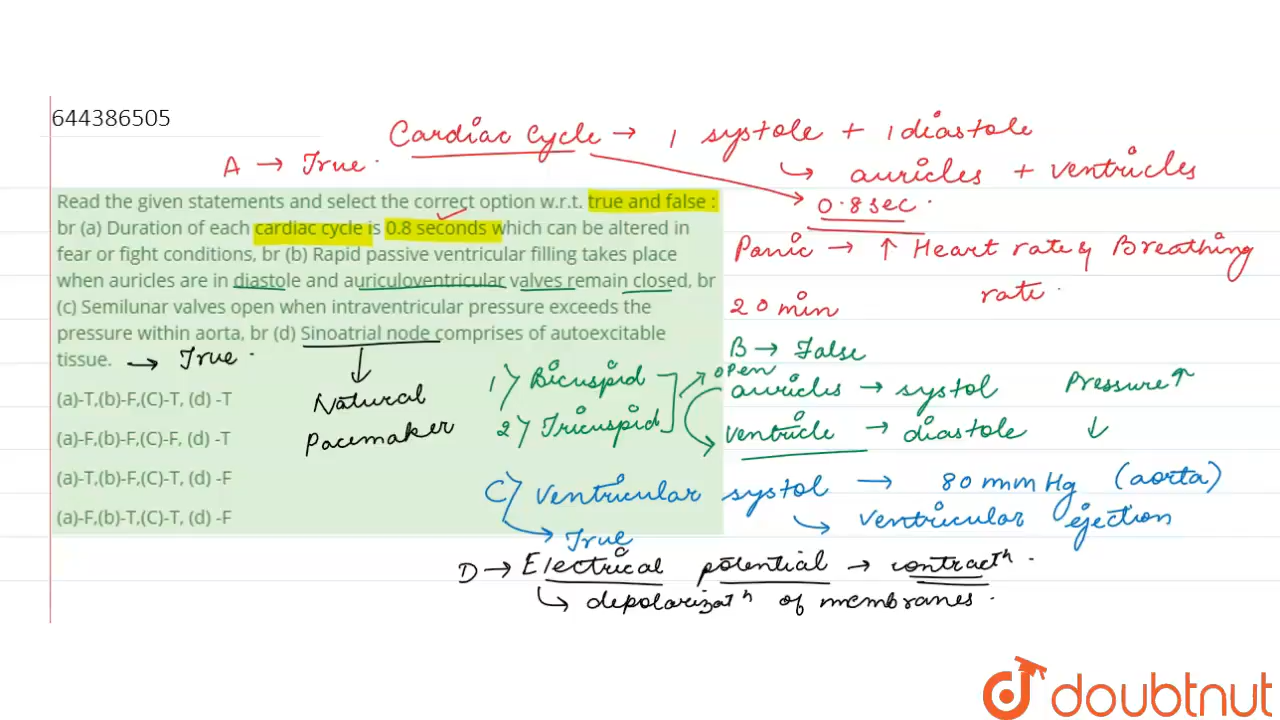 644386505
Cardiac Cycle → 1 systole + 1 diastole
A → True.
↳ auricles + ventricles
Read the given statements and select the correct option w.r.t. true and false :
0.8 sec.
br (a) Duration of each cardiac cycle is 0.8 seconds which can be altered in
fear or fight conditions, br (b) Rapid passive ventricular filling takes place
Panic → ↑ Heart rate & Breathing
rate.
when auricles are in diastole and auriculoventricular valves remain closed, br
(c) Semilunar valves open when intraventricular pressure exceeds the
20 min
pressure within aorta, br (d) Sinoatrial node comprises of autoexcitable
tissue. → True.
B → False
1) Bicuspid
open
auricles → systol Pressure ↑
(a)-T,(b)-F,(C)-T, (d) -T
Natural
2) Tricuspid
ventricle → diastole ↓
(a)-F,(b)-F,(C)-F, (d) -T
Pacemaker
(a)-T,(b)-F,(C)-T, (d) -F
C) Ventricular systol → 80 mm Hg (aorta)
↳ ventricular ejection
(a)-F,(b)-T,(C)-T, (d) -F
True
D → Electrical potential → contractn.
↳ depolarizatn of membranes.
doubtnut